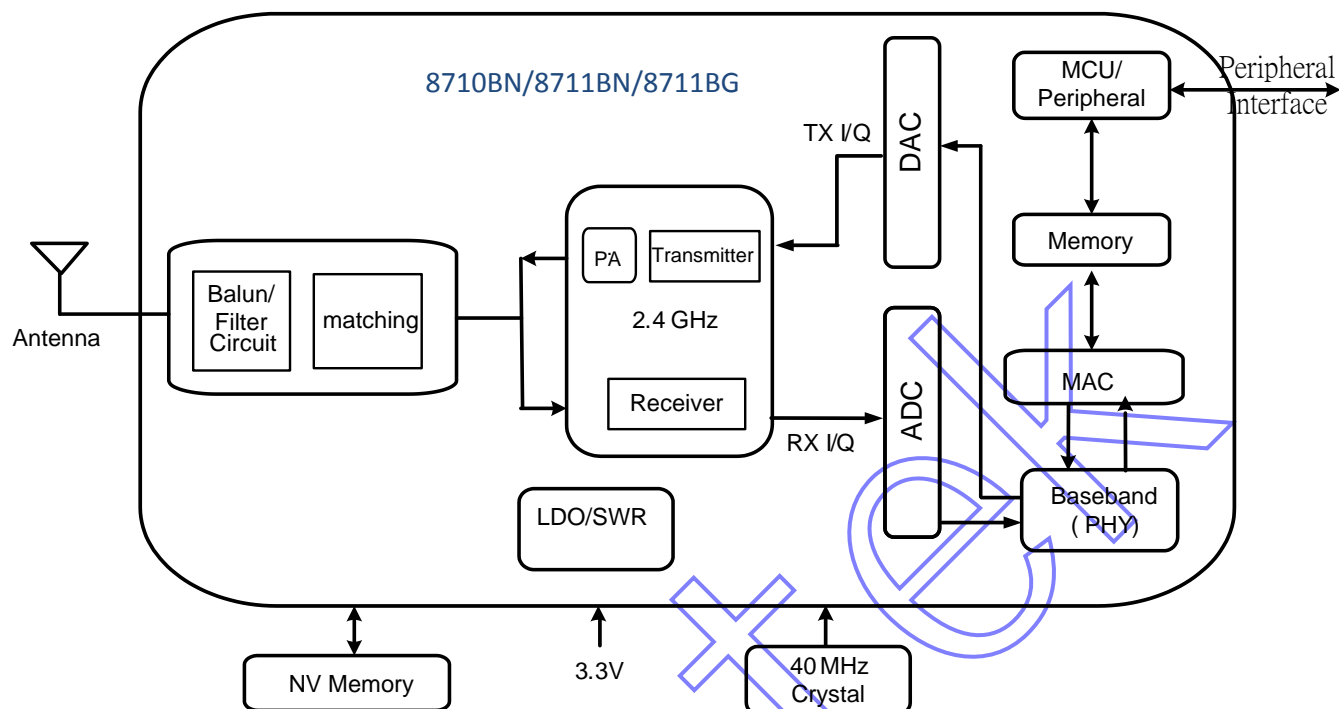 8710BN/8711BN/8711BG
MCU/
Peripheral
Peripheral
Interface
TX I/Q
DAC
Memory
PA
Transmitter
2.4 GHz
Receiver
Balun/
Filter
Circuit
matching
Antenna
MAC
ADC
RX I/Q
Baseband
( PHY)
LDO/SWR
NV Memory
3.3V
40 MHz
Crystal